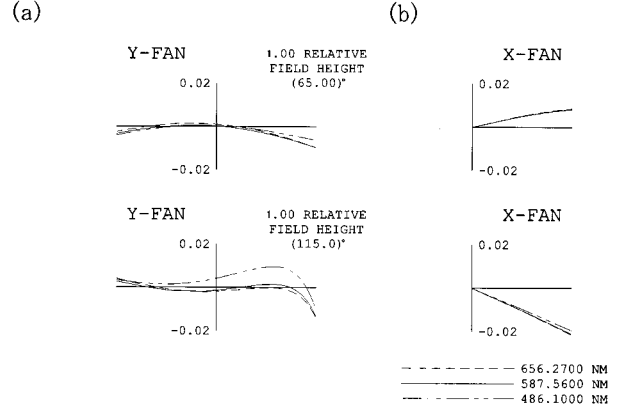 (a)
(b)
Y-FAN
1.00 RELATIVE
FIELD HEIGHT
(65.00)°
X-FAN
0.02
0.02
-0.02
-0.02
Y-FAN
1.00 RELATIVE
FIELD HEIGHT
(115.0)°
X-FAN
0.02
0.02
-0.02
-0.02
656.2700 NM
587.5600 NM
486.1000 NM